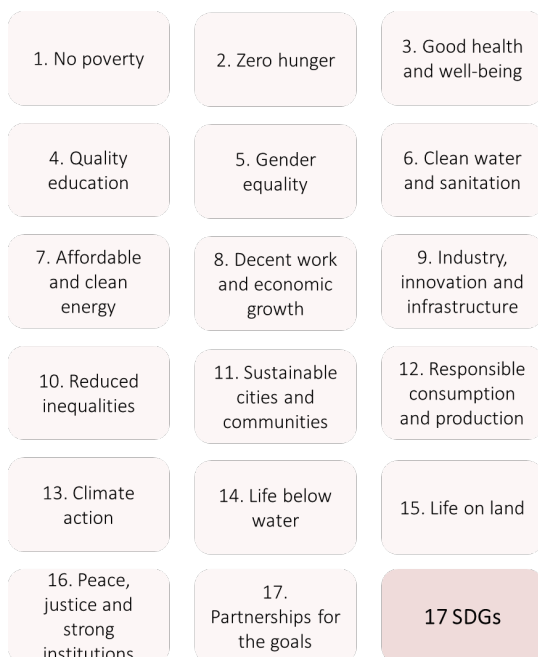 1. No poverty
2. Zero hunger
3. Good health
and well-being
4. Quality
education
5. Gender
equality
6. Clean water
and sanitation
7. Affordable
and clean
energy
8. Decent work
and economic
growth
9. Industry,
innovation and
infrastructure
10. Reduced
inequalities
11. Sustainable
cities and
communities
12. Responsible
consumption
and production
13. Climate
action
14. Life below
water
15. Life on land
16. Peace,
justice and
strong
institutions
17.
Partnerships for
the goals
17 SDGs